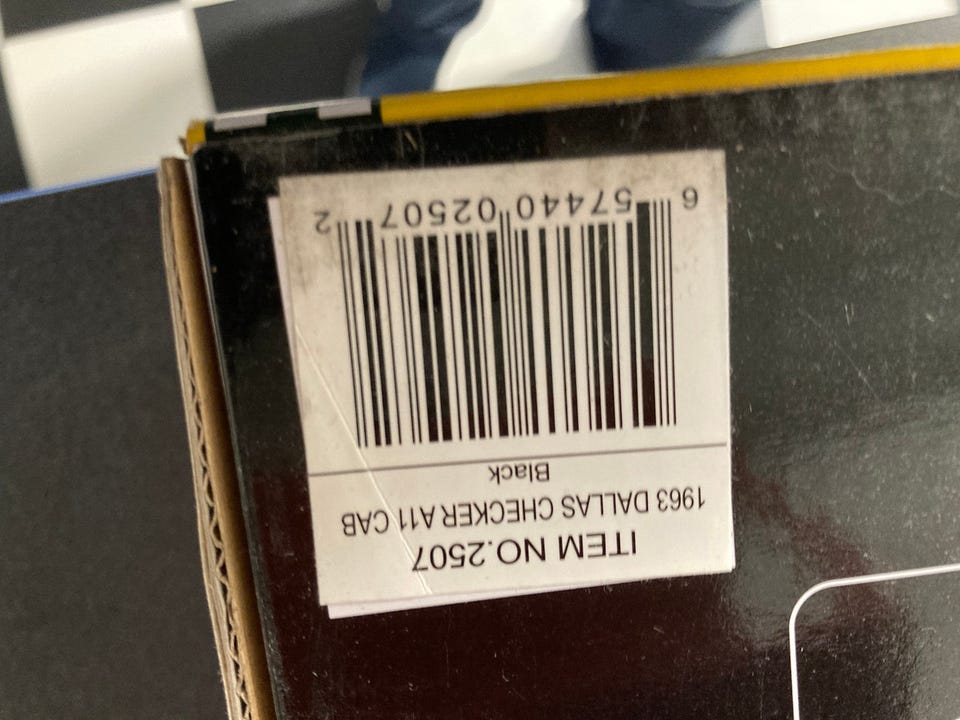 ITEM NO.2507
1963 DALLAS CHECKER A11 CAB
Black
6 57440 02507 2